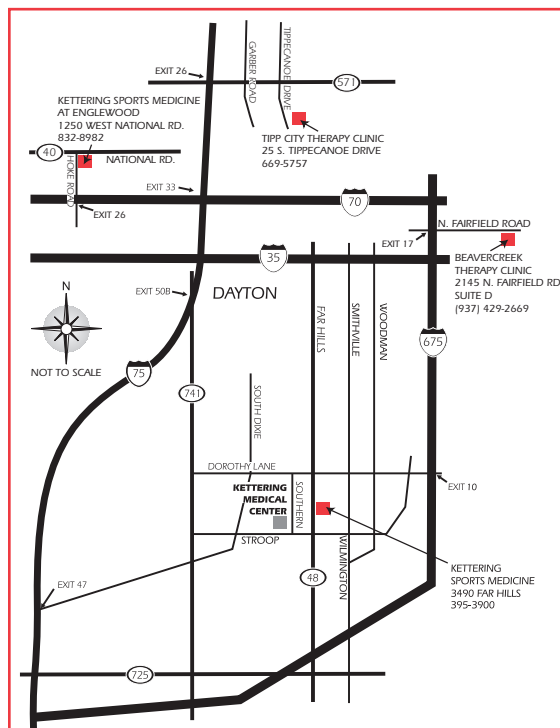 EXIT 26
GARBER ROAD
TIPPECANOE DRIVE
571
KETTERING SPORTS MEDICINE
AT ENGLEWOOD
1250 WEST NATIONAL RD.
832-8982
TIPP CITY THERAPY CLINIC
25 S. TIPPECANOE DRIVE
669-5757
40
NATIONAL RD.
HOKE ROAD
EXIT 33
70
EXIT 26
N. FAIRFIELD ROAD
EXIT 17
35
BEAVERCREEK
THERAPY CLINIC
2145 N. FAIRFIELD RD
SUITE D
(937) 429-2669
N
EXIT 50B
DAYTON
FAR HILLS
SMITHVILLE
WOODMAN
675
NOT TO SCALE
75
741
SOUTH DIXIE
DOROTHY LANE
KETTERING
MEDICAL
CENTER
SOUTHERN
EXIT 10
STROOP
WILMINGTON
KETTERING
SPORTS MEDICINE
3490 FAR HILLS
395-3900
48
EXIT 47
725